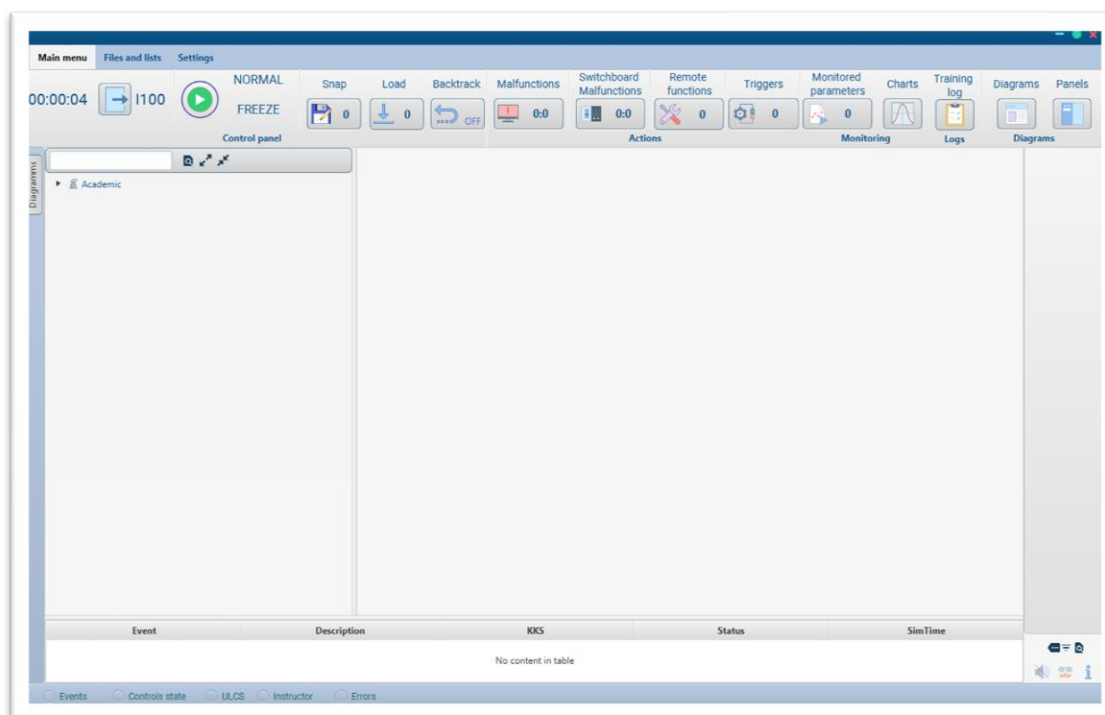 Main menu Files and lists Settings
00:00:04 I100 NORMAL
FREEZE
Control panel
Snap 0
Load 0
Backtrack OFF
Malfunctions 0:0
Switchboard
Malfunctions 0:0
Remote
functions 0
Triggers 0
Actions
Monitored
parameters 0
Charts
Monitoring
Training
log
Logs
Diagrams Panels
Diagrams
Diagramms
Academic
Event Description KKS Status SimTime
No content in table
Events Controls state ULCS Instructor Errors